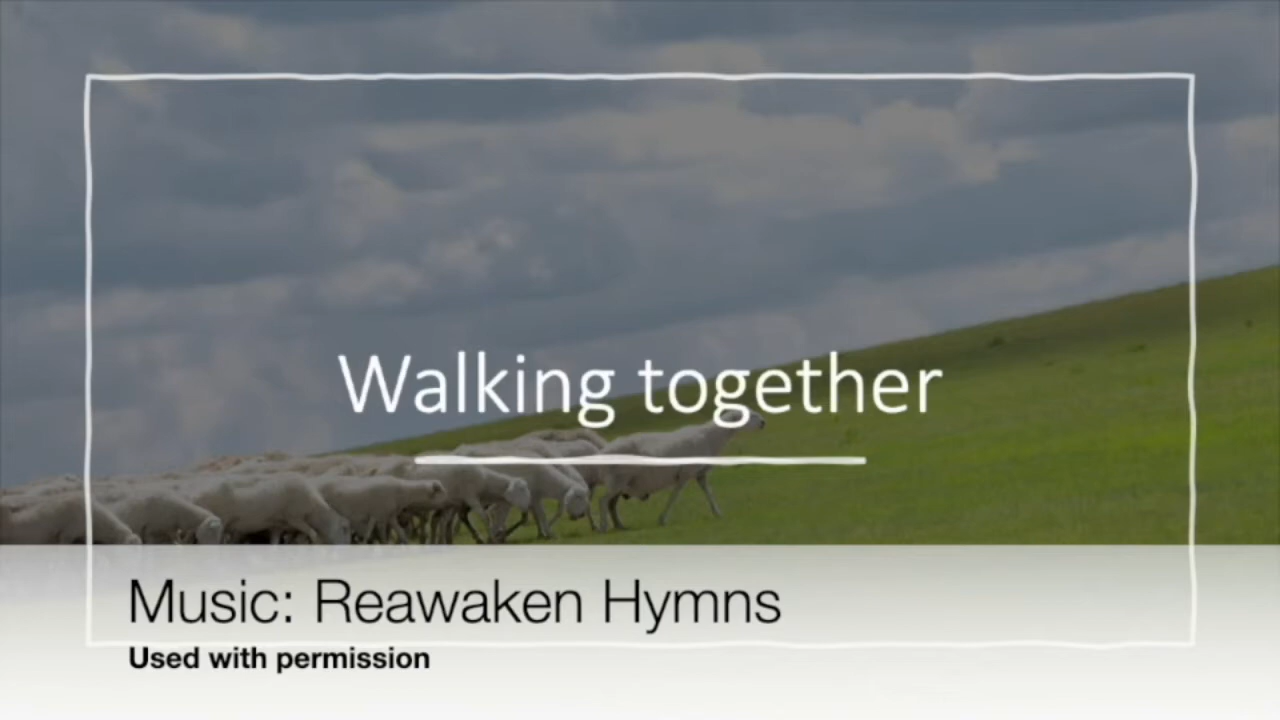 Walking together
Music: Reawaken Hymns
Used with permission